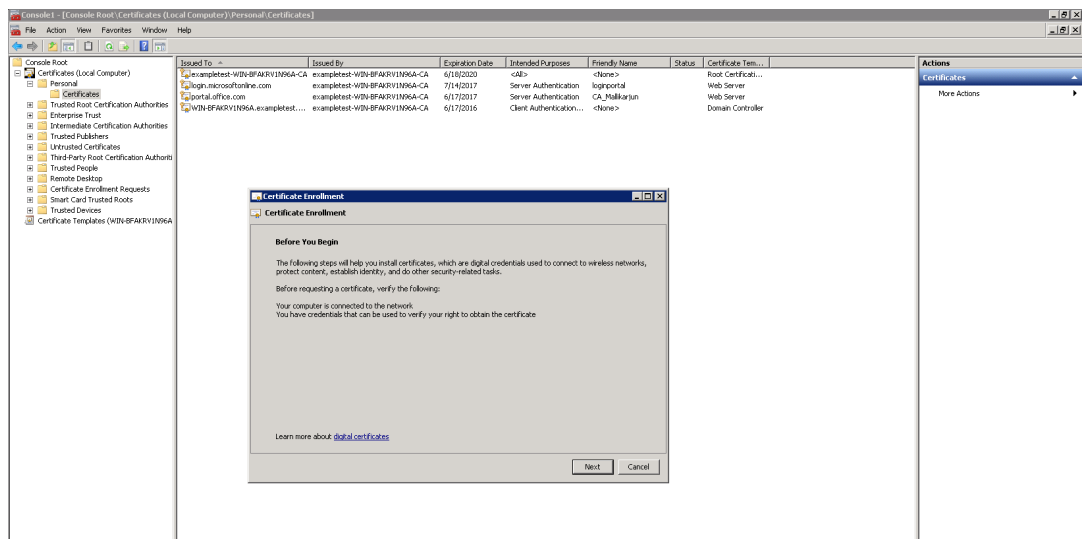 Console1 - [Console Root\Certificates (Local Computer)\Personal\Certificates]
File Action View Favorites Window Help
Console Root
Certificates (Local Computer)
Personal
Certificates
Trusted Root Certification Authorities
Enterprise Trust
Intermediate Certification Authorities
Trusted Publishers
Untrusted Certificates
Third-Party Root Certification Authoriti
Trusted People
Remote Desktop
Certificate Enrollment Requests
Smart Card Trusted Roots
Trusted Devices
Certificate Templates (WIN-BFAKRV1N96A
Issued To Issued By Expiration Date Intended Purposes Friendly Name Status Certificate Tem...
exampletest-WIN-BFAKRV1N96A-CA exampletest-WIN-BFAKRV1N96A-CA 6/18/2020 <All> <None> Root Certificati...
login.microsoftonline.com exampletest-WIN-BFAKRV1N96A-CA 7/14/2017 Server Authentication loginportal Web Server
portal.office.com exampletest-WIN-BFAKRV1N96A-CA 6/17/2017 Server Authentication CA_Mallikarjun Web Server
WIN-BFAKRV1N96A.exampletest.... exampletest-WIN-BFAKRV1N96A-CA 6/17/2016 Client Authentication... <None> Domain Controller
Actions
Certificates
More Actions
Certificate Enrollment
Certificate Enrollment
Before You Begin
The following steps will help you install certificates, which are digital credentials used to connect to wireless networks,
protect content, establish identity, and do other security-related tasks.
Before requesting a certificate, verify the following:
Your computer is connected to the network
You have credentials that can be used to verify your right to obtain the certificate
Learn more about digital certificates
Next Cancel